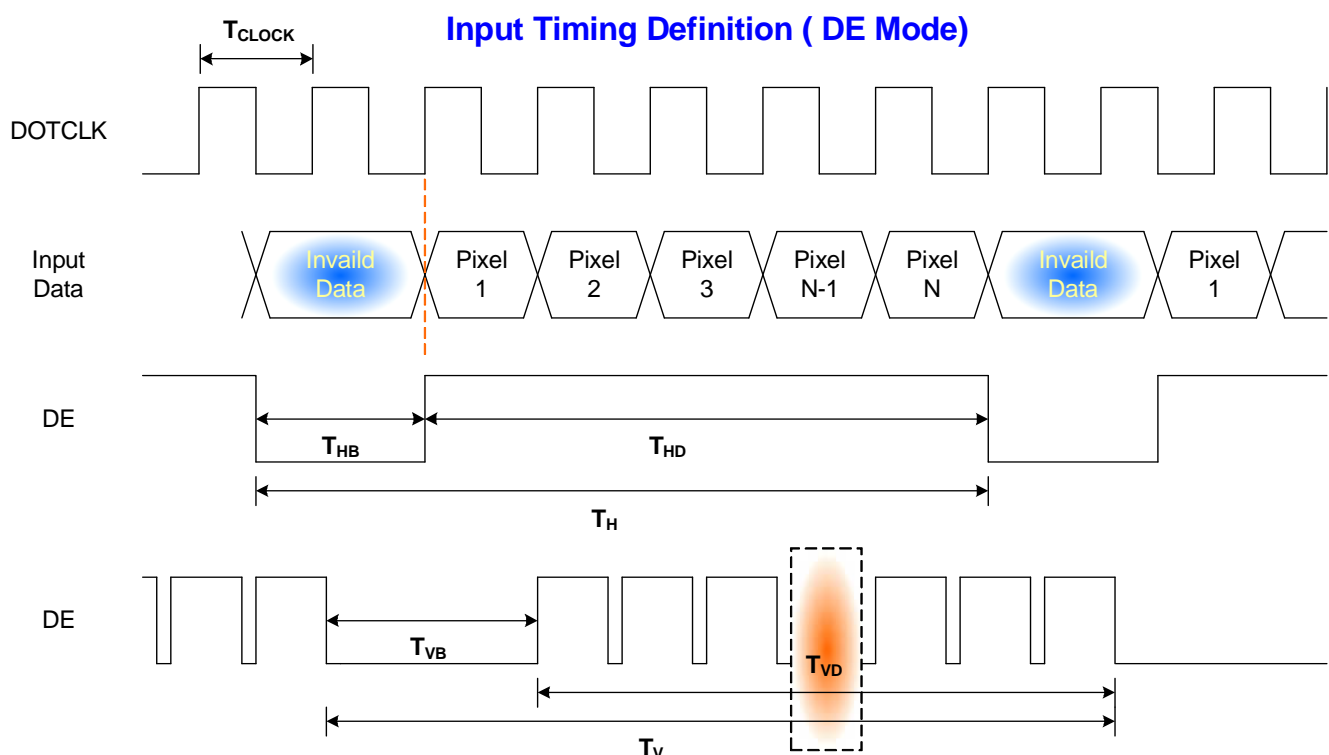 Input Timing Definition ( DE Mode)
TCLOCK
DOTCLK
Input
Data
Invaild
Data
Pixel
1
Pixel
2
Pixel
3
Pixel
N-1
Pixel
N
Invaild
Data
Pixel
1
DE
THB
THD
TH
DE
TVB
TVD
TV